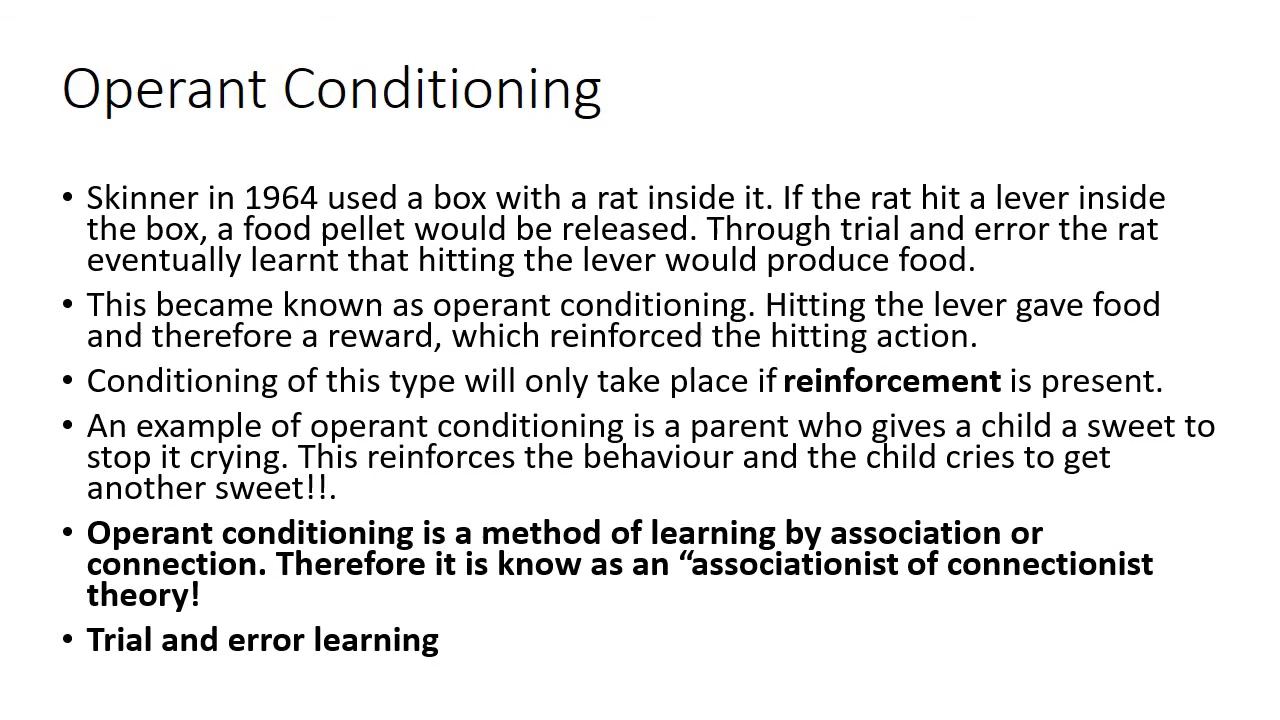 Operant Conditioning
• Skinner in 1964 used a box with a rat inside it. If the rat hit a lever inside
the box, a food pellet would be released. Through trial and error the rat
eventually learnt that hitting the lever would produce food.
• This became known as operant conditioning. Hitting the lever gave food
and therefore a reward, which reinforced the hitting action.
• Conditioning of this type will only take place if reinforcement is present.
• An example of operant conditioning is a parent who gives a child a sweet to
stop it crying. This reinforces the behaviour and the child cries to get
another sweet!!.
• Operant conditioning is a method of learning by association or
connection. Therefore it is know as an “associationist of connectionist
theory!
• Trial and error learning